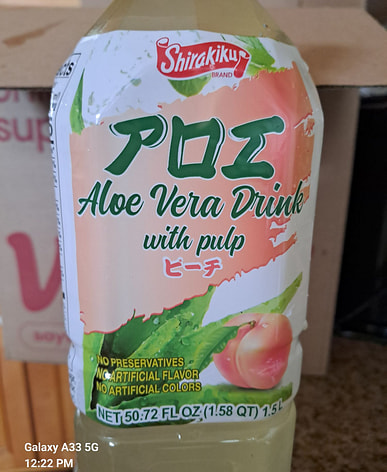 Shirakiku
BRAND
アロエ
Aloe Vera Drink
with pulp
ピーチ
NO PRESERVATIVES
NO ARTIFICIAL FLAVOR
NO ARTIFICIAL COLORS
NET 50.72 FL OZ (1.58 QT) 1.5 L
Galaxy A33 5G
12:22 PM